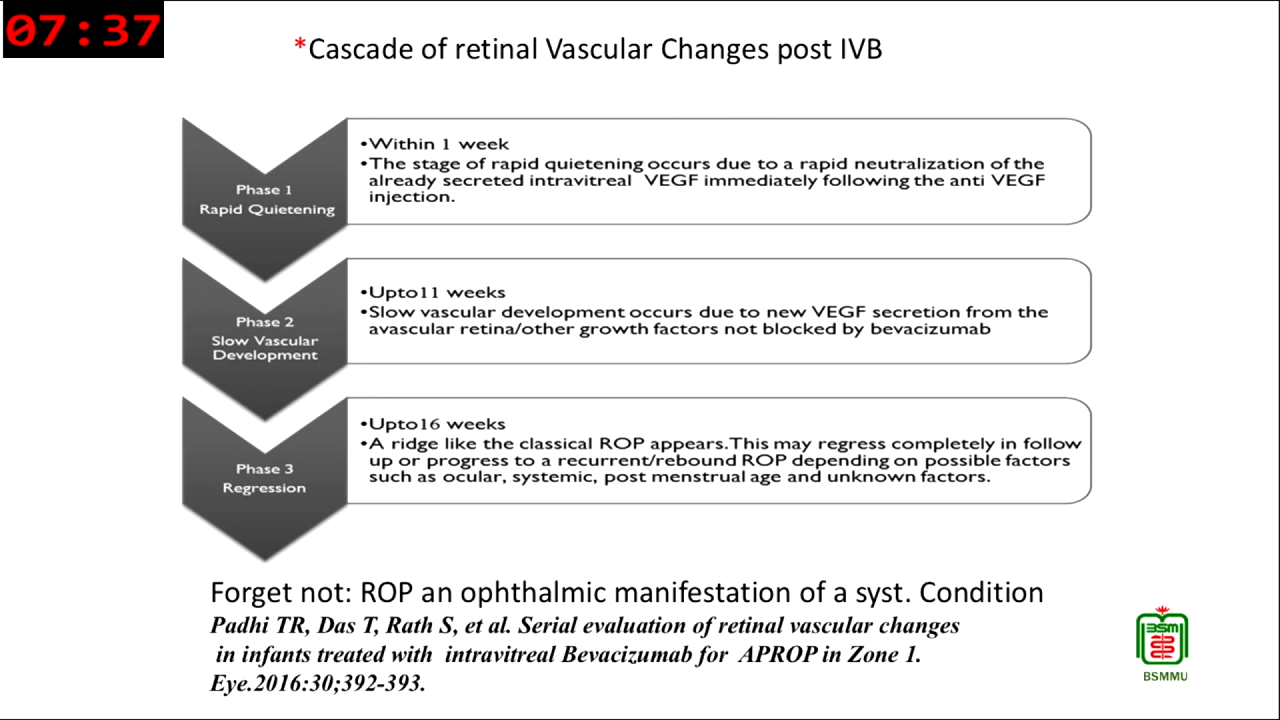 07:37
*Cascade of retinal Vascular Changes post IVB
Phase 1
Rapid Quietening
•Within 1 week
•The stage of rapid quietening occurs due to a rapid neutralization of the
already secreted intravitreal VEGF immediately following the anti VEGF
injection.
Phase 2
Slow Vascular
Development
•Upto11 weeks
•Slow vascular development occurs due to new VEGF secretion from the
avascular retina/other growth factors not blocked by bevacizumab
Phase 3
Regression
•Upto16 weeks
•A ridge like the classical ROP appears.This may regress completely in follow
up or progress to a recurrent/rebound ROP depending on possible factors
such as ocular, systemic, post menstrual age and unknown factors.
Forget not: ROP an ophthalmic manifestation of a syst. Condition
Padhi TR, Das T, Rath S, et al. Serial evaluation of retinal vascular changes
in infants treated with intravitreal Bevacizumab for APROP in Zone 1.
Eye.2016:30;392-393.
BSM
BSMMU